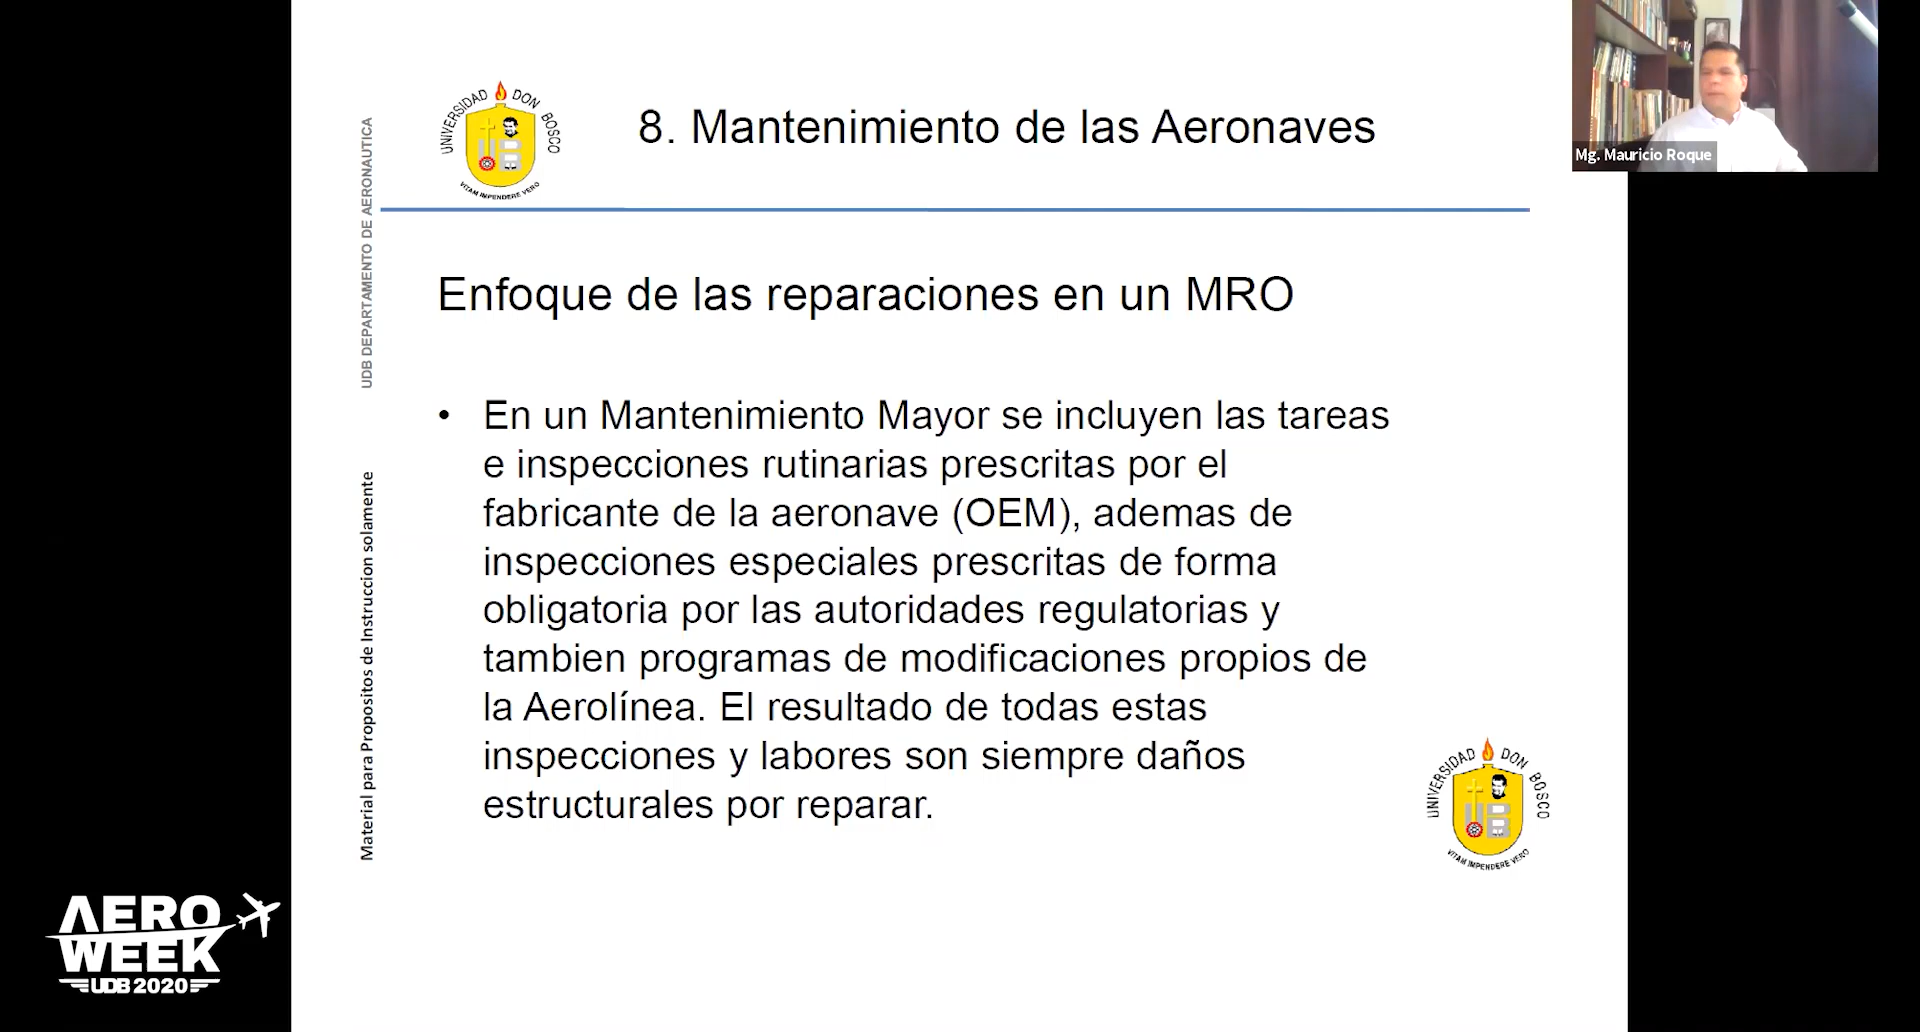 UNIVERSIDAD DON BOSCO
VITAM IMPENDERE VERO
8. Mantenimiento de las Aeronaves
Mg. Mauricio Roque
UDB DEPARTAMENTO DE AERONAUTICA
Material para Propositos de Instruccion solamente
Enfoque de las reparaciones en un MRO
• En un Mantenimiento Mayor se incluyen las tareas
e inspecciones rutinarias prescritas por el
fabricante de la aeronave (OEM), ademas de
inspecciones especiales prescritas de forma
obligatoria por las autoridades regulatorias y
tambien programas de modificaciones propios de
la Aerolínea. El resultado de todas estas
inspecciones y labores son siempre daños
estructurales por reparar.
UNIVERSIDAD DON BOSCO
UDB
VITAM IMPENDERE VERO
AERO
WEEK
UDB 2020